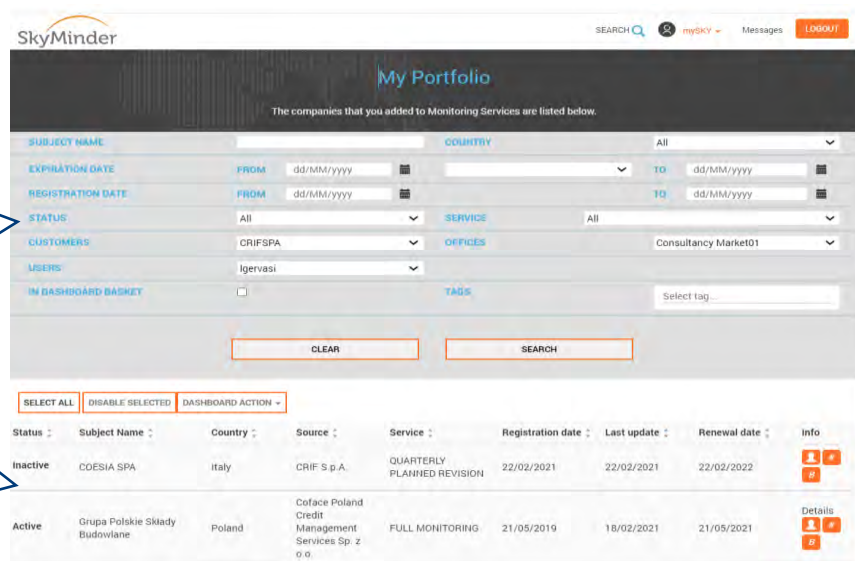 SkyMinder
SEARCH mySKY Messages LOGOUT
My Portfolio
The companies that you added to Monitoring Services are listed below.
SUBJECT NAME COUNTRY All
EXPIRATION DATE FROM dd/MM/yyyy TO dd/MM/yyyy
REGISTRATION DATE FROM dd/MM/yyyy TO dd/MM/yyyy
STATUS All SERVICE All
CUSTOMERS CRIFSPA OFFICES Consultancy Market01
USERS lgervasi
IN DASHBOARD BASKET TAGS Select tag...
CLEAR SEARCH
SELECT ALL DISABLE SELECTED DASHBOARD ACTION
Status Subject Name Country Source Service Registration date Last update Renewal date Info
Inactive COESIA SPA Italy CRIF S.p.A. QUARTERLY PLANNED REVISION 22/02/2021 22/02/2021 22/02/2022
#
B
Active Grupa Polskie Składy Budowlane Poland Coface Poland Credit Management Services Sp. z o.o. FULL MONITORING 21/05/2019 18/02/2021 21/05/2021 Details
#
B